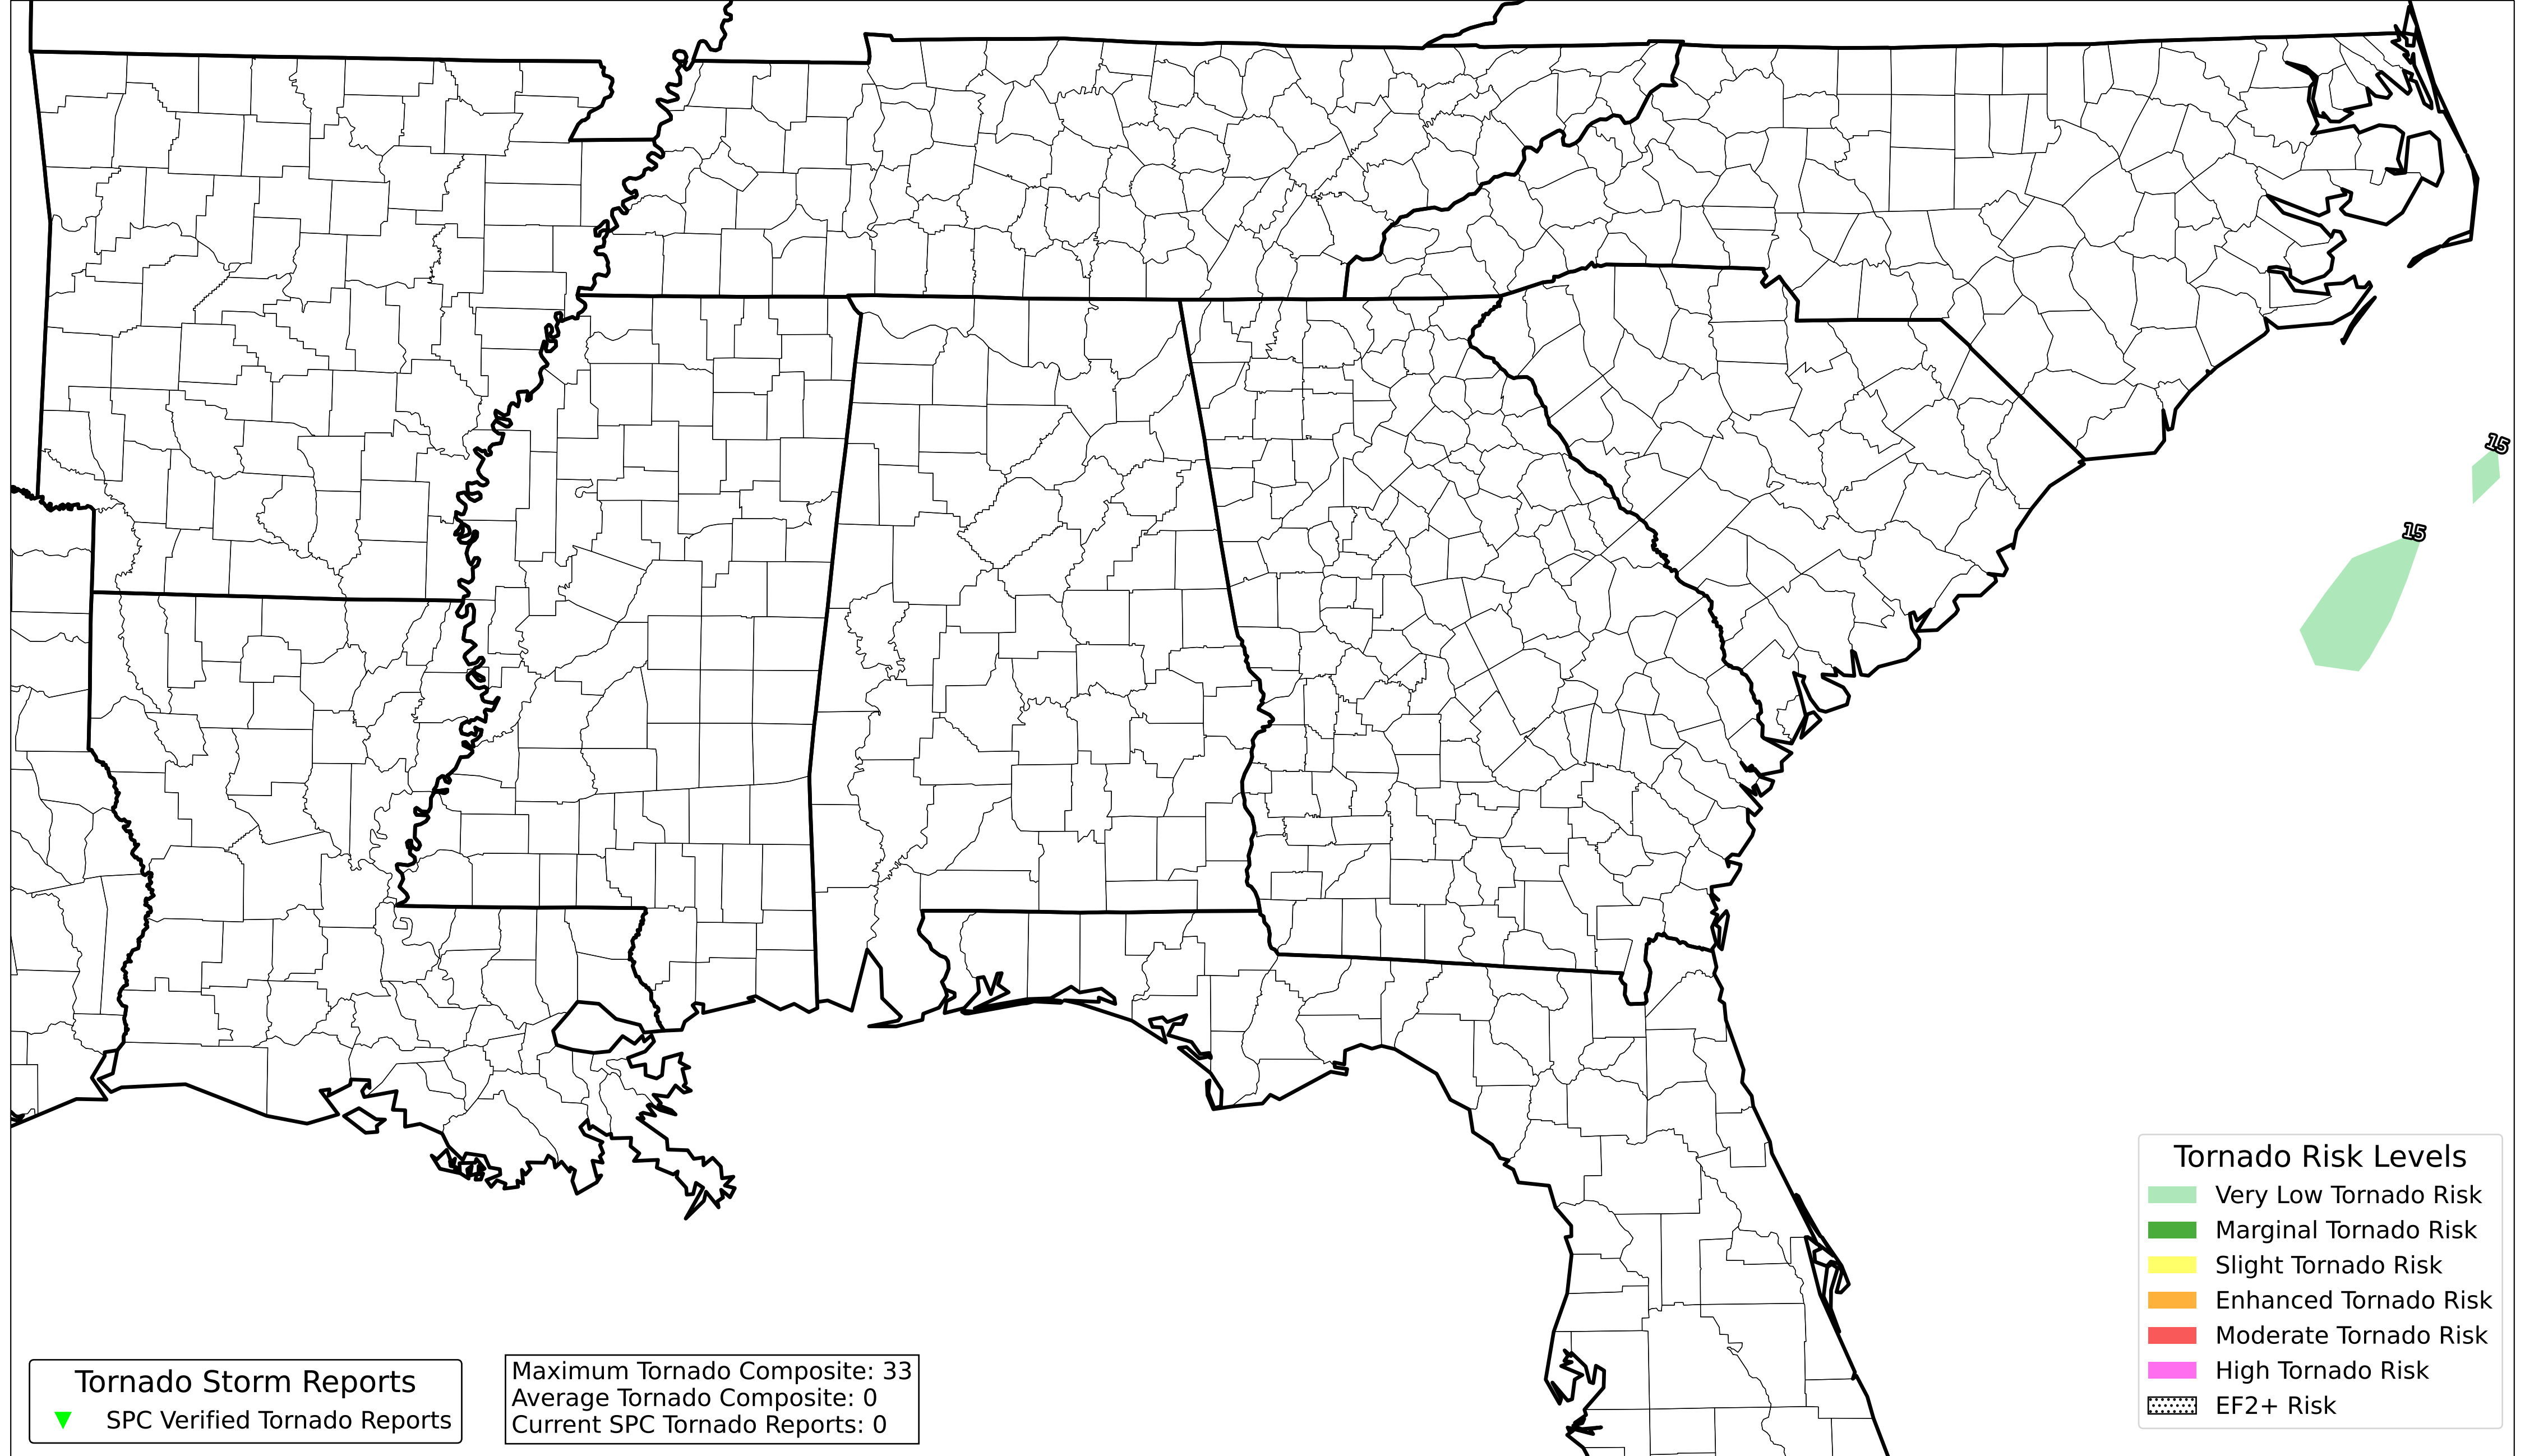 15
15
Tornado Risk Levels
Very Low Tornado Risk
Marginal Tornado Risk
Slight Tornado Risk
Enhanced Tornado Risk
Moderate Tornado Risk
High Tornado Risk
EF2+ Risk
Tornado Storm Reports
SPC Verified Tornado Reports
Maximum Tornado Composite: 33
Average Tornado Composite: 0
Current SPC Tornado Reports: 0